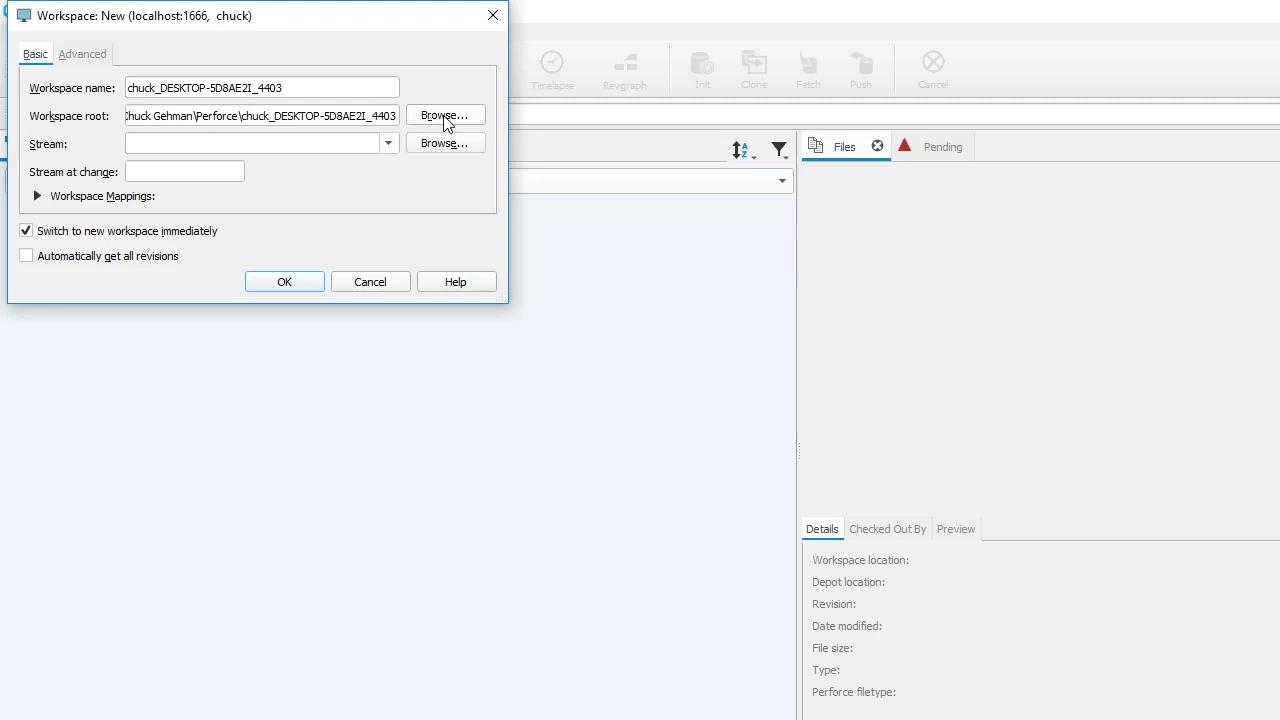 Workspace: New (localhost:1666, chuck)
Basic
Advanced
Workspace name:
chuck_DESKTOP-5D8AE2I_4403
Workspace root:
Chuck Gehman\Perforce\chuck_DESKTOP-5D8AE2I_4403
Browse...
Stream:
Browse...
Stream at change:
Workspace Mappings:
Switch to new workspace immediately
Automatically get all revisions
OK
Cancel
Help
Timelapse
Revgraph
Init
Clone
Fetch
Push
Cancel
Files
Pending
Details
Checked Out By
Preview
Workspace location:
Depot location:
Revision:
Date modified:
File size:
Type:
Perforce filetype: